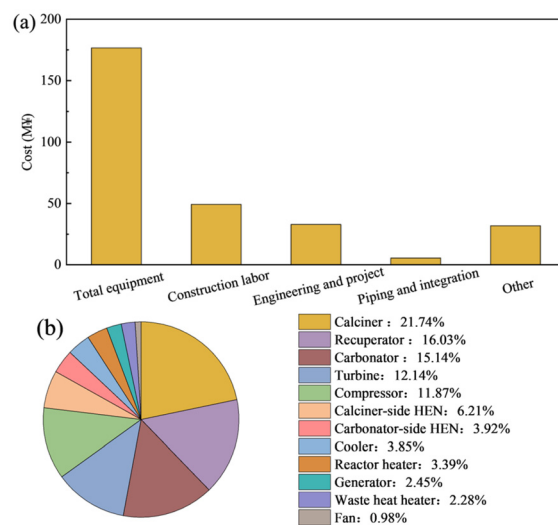 (a)
200
150
100
50
0
Cost (M¥)
Total equipment
Construction labor
Engineering and project
Piping and integration
Other
(b)
Calciner：21.74%
Recuperator：16.03%
Carbonator：15.14%
Turbine：12.14%
Compressor：11.87%
Calciner-side HEN：6.21%
Carbonator-side HEN：3.92%
Cooler：3.85%
Reactor heater：3.39%
Generator：2.45%
Waste heat heater：2.28%
Fan：0.98%